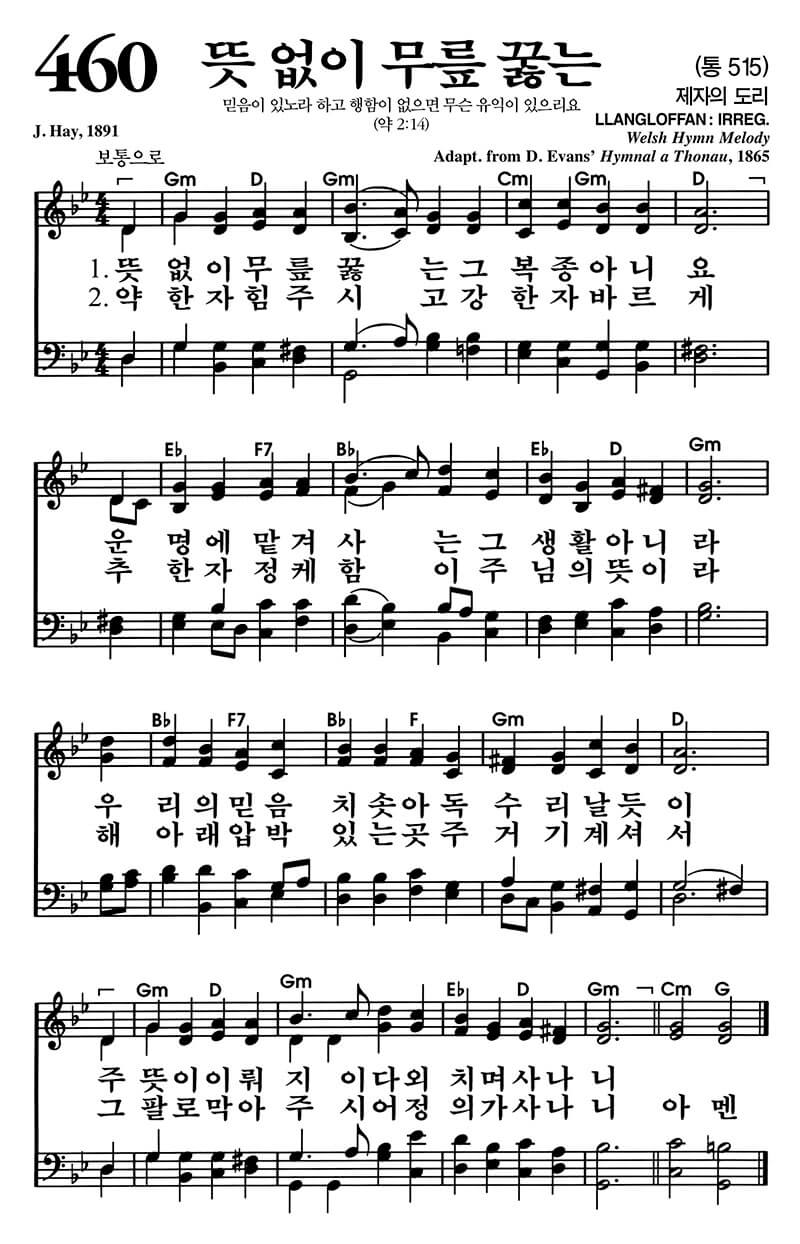 460 뜻 없이 무릎 꿇는 (통 515)
믿음이 있노라 하고 행함이 없으면 무슨 유익이 있으리요
(약 2:14)
제자의 도리
LLANGLOFFAN : IRREG.
J. Hay, 1891
Welsh Hymn Melody
보통으로
Adapt. from D. Evans' Hymnal a Thonau, 1865
Gm D Gm Cm Gm D
4 4
1. 뜻 없이 무릎 꿇 는 그 복 종 아 니 요
2. 약 한 자 힘 주 시 고 강 한 자 바 르 게
4 4
Eb F7 Bb Eb D Gm
운 명 에 맡 겨 사 는 그 생 활 아 니 라
추 한 자 정 케 함 이 주 님 의 뜻 이 라
Bb F7 Bb F Gm D
우 리 의 믿 음 치 솟 아 독 수 리 날 듯 이
해 아 래 압 박 있 는 곳 주 거 기 계 셔 서
Gm D Gm Eb D Gm Cm G
주 뜻 이 이 뤄 지 이 다 외 치 며 사 나 니
그 팔 로 막 아 주 시 어 정 의 가 사 나 니 아 멘